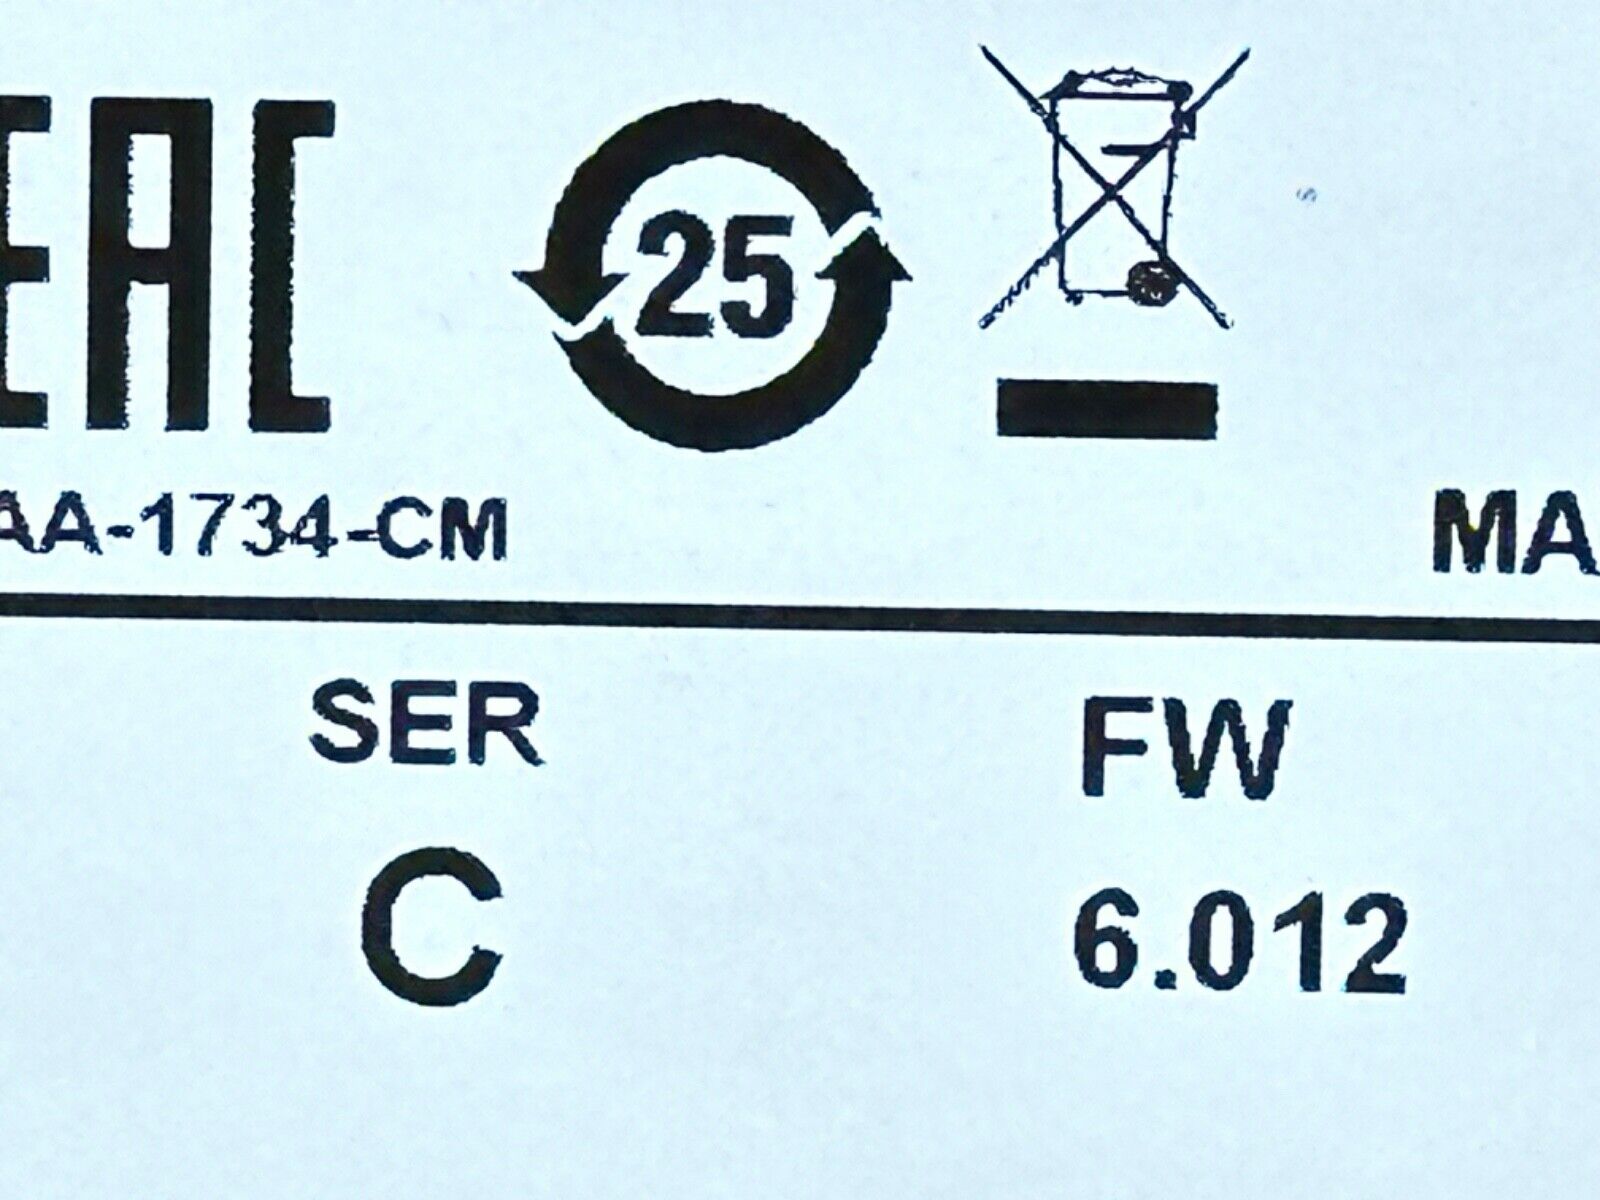 EAC 25
AA-1734-CM MA
SER FW
C 6.012